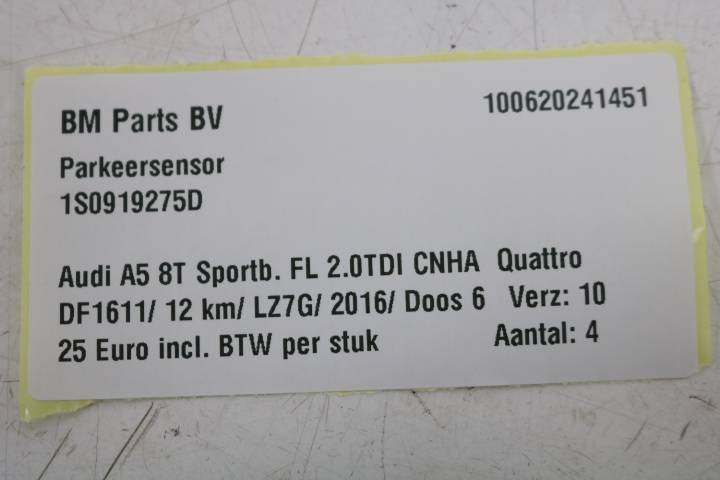 BM Parts BV 100620241451
Parkeersensor
1S0919275D
Audi A5 8T Sportb. FL 2.0TDI CNHA Quattro
DF1611/ 12 km/ LZ7G/ 2016/ Doos 6 Verz: 10
25 Euro incl. BTW per stuk Aantal: 4